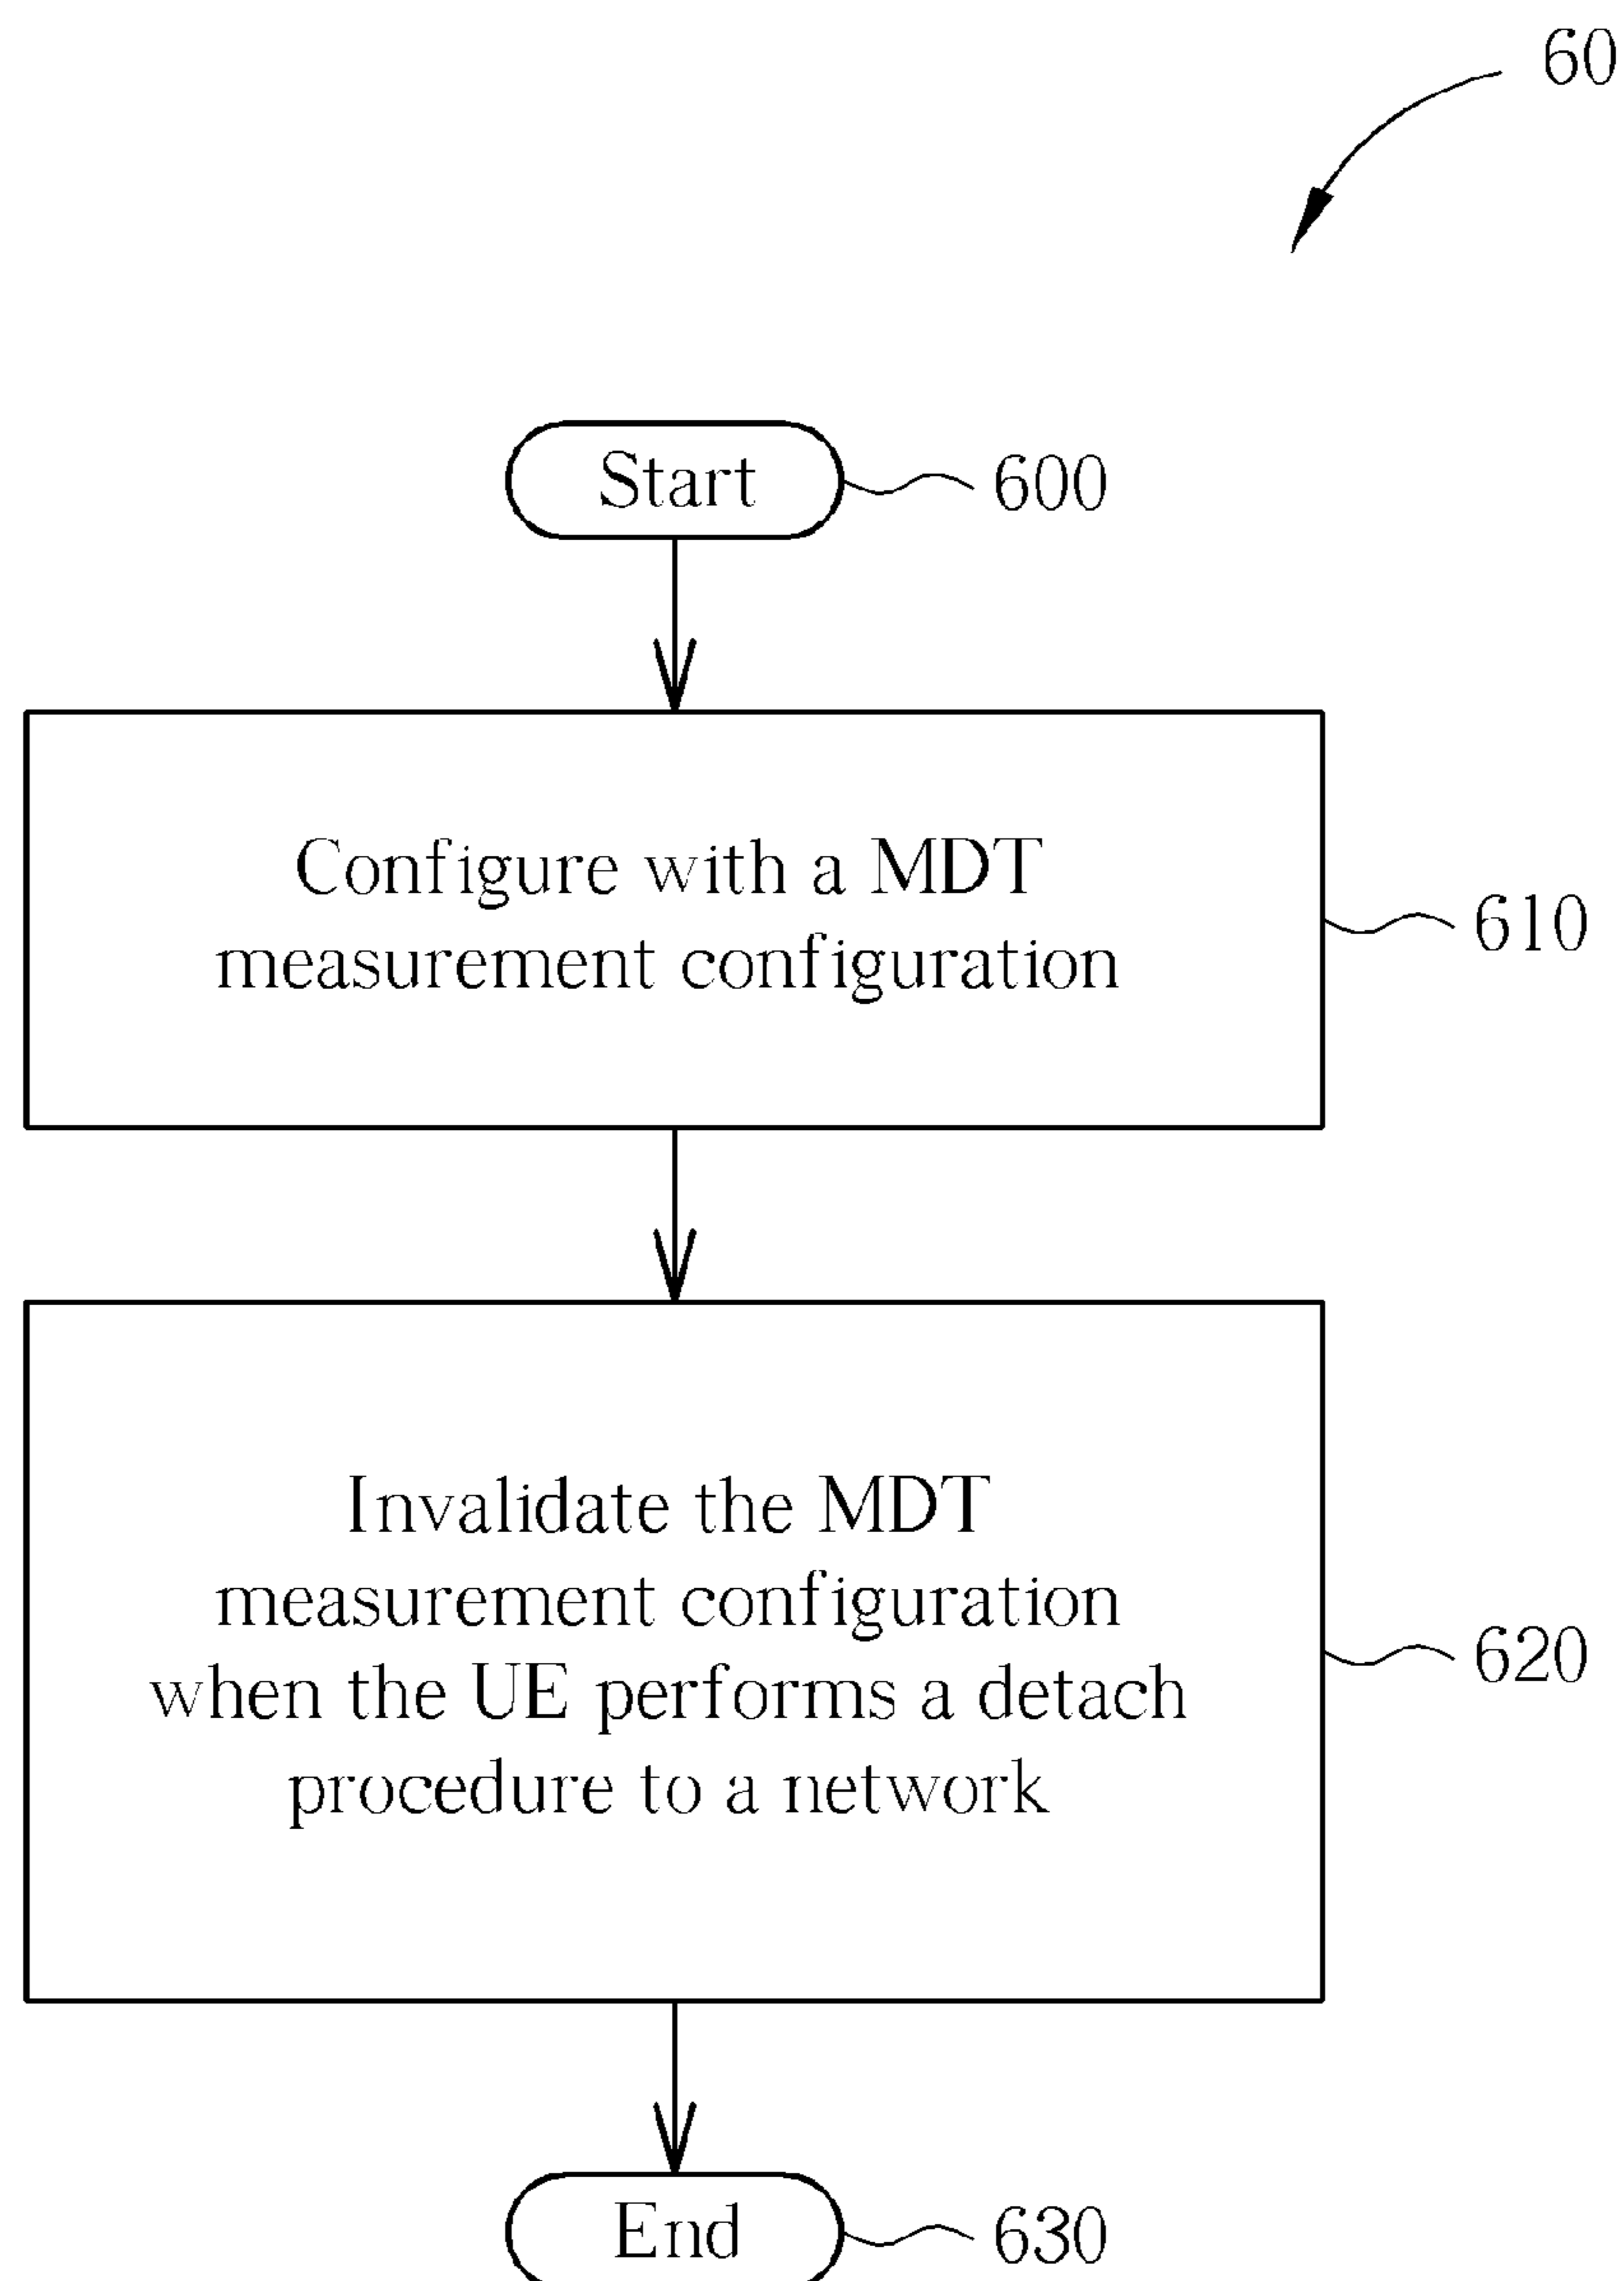 60
Start
600
Configure with a MDT
measurement configuration
610
Invalidate the MDT
measurement configuration
when the UE performs a detach
procedure to a network
620
End
630